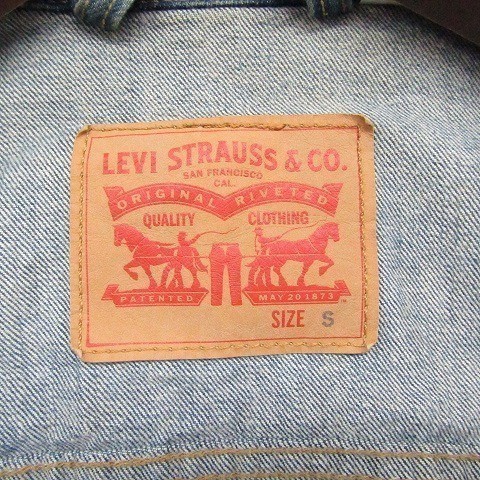 LEVI STRAUSS & CO.
SAN FRANCISCO
CAL.
ORIGINAL RIVETED
QUALITY CLOTHING
PATENTED MAY 20 1873
SIZE S